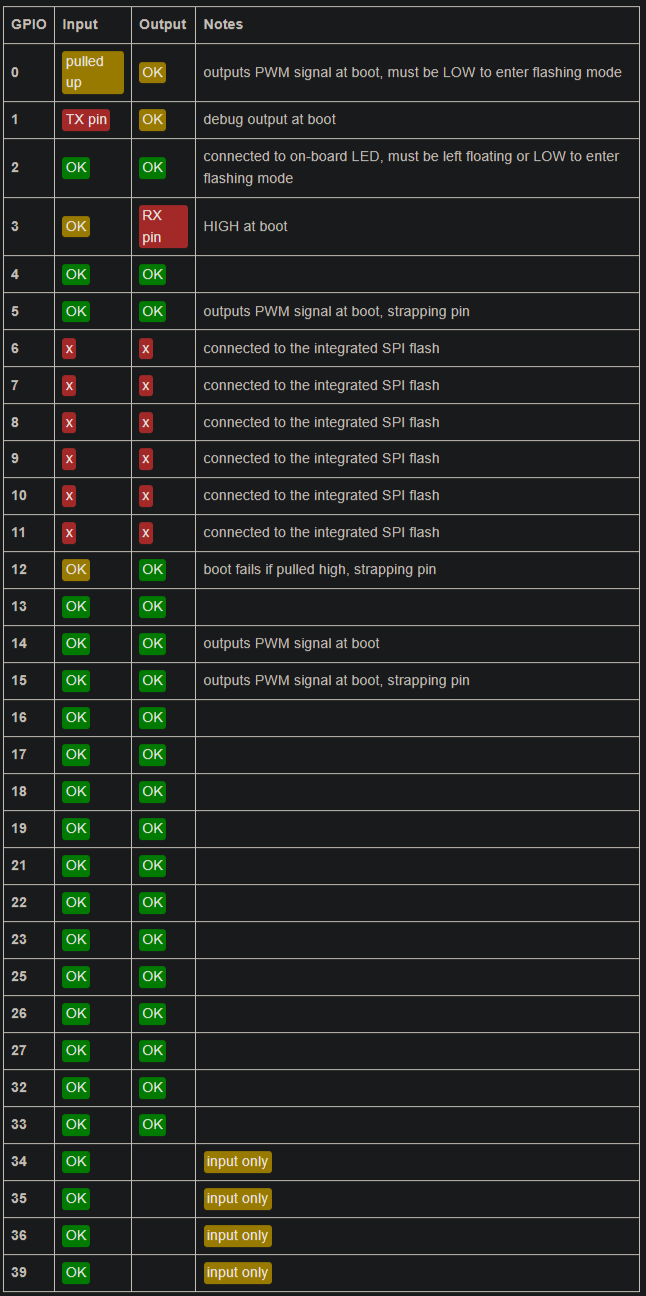 GPIO Input Output Notes
0 pulled up OK outputs PWM signal at boot, must be LOW to enter flashing mode
1 TX pin OK debug output at boot
2 OK OK connected to on-board LED, must be left floating or LOW to enter
flashing mode
3 OK RX pin HIGH at boot
4 OK OK
5 OK OK outputs PWM signal at boot, strapping pin
6 x x connected to the integrated SPI flash
7 x x connected to the integrated SPI flash
8 x x connected to the integrated SPI flash
9 x x connected to the integrated SPI flash
10 x x connected to the integrated SPI flash
11 x x connected to the integrated SPI flash
12 OK OK boot fails if pulled high, strapping pin
13 OK OK
14 OK OK outputs PWM signal at boot
15 OK OK outputs PWM signal at boot, strapping pin
16 OK OK
17 OK OK
18 OK OK
19 OK OK
21 OK OK
22 OK OK
23 OK OK
25 OK OK
26 OK OK
27 OK OK
32 OK OK
33 OK OK
34 OK input only
35 OK input only
36 OK input only
39 OK input only